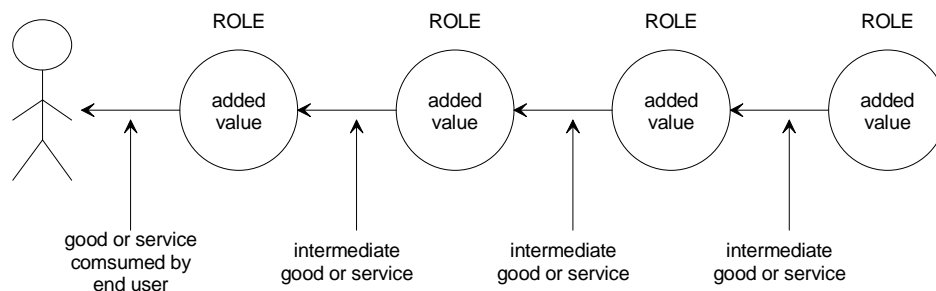 ROLE
ROLE
ROLE
ROLE
added
value
added
value
added
value
added
value
good or service
comsumed by
end user
intermediate
good or service
intermediate
good or service
intermediate
good or service